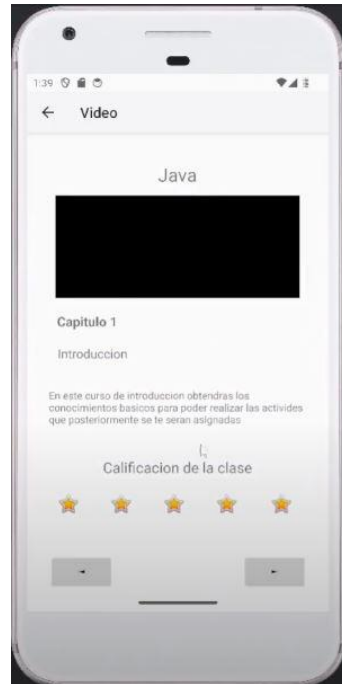 1:39
Video
Java
Capitulo 1
Introduccion
En este curso de introduccion obtendras los
conocimientos basicos para poder realizar las activides
que posteriormente se te seran asignadas
Calificacion de la clase